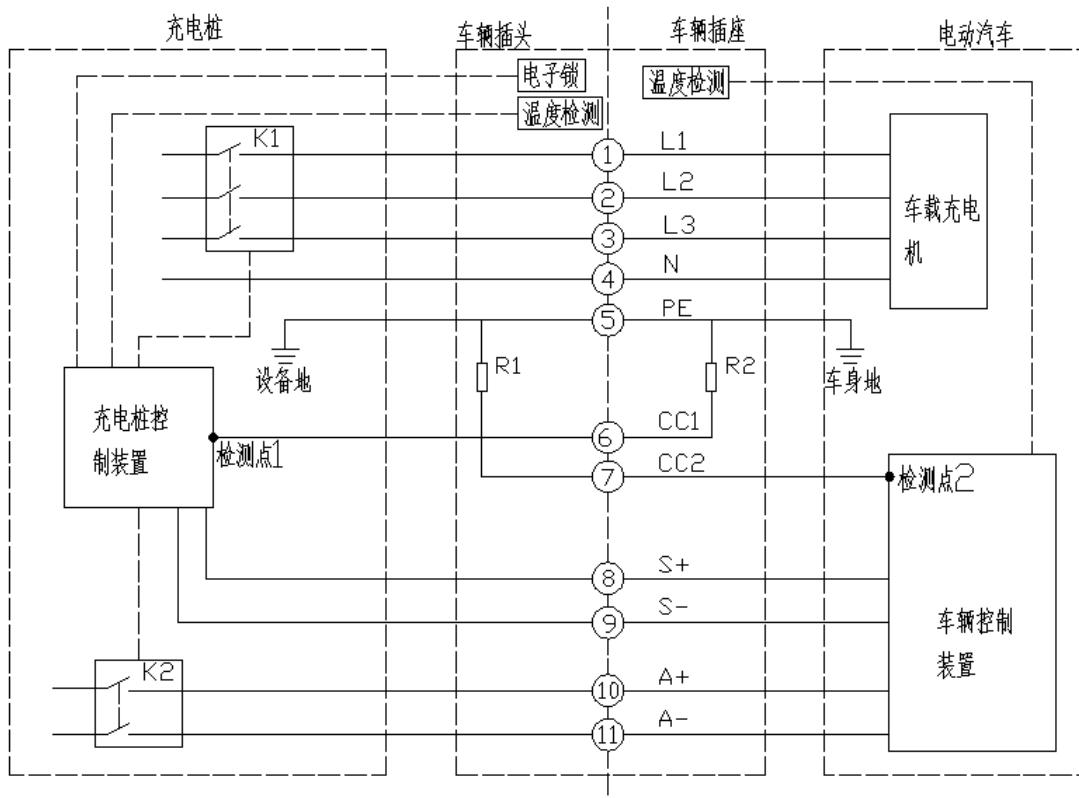 充电桩
车辆插头
车辆插座
电动汽车
电子锁
温度检测
温度检测
K1
1
L1
2
L2
3
L3
4
N
5
PE
车载充电
机
设备地
R1
R2
车身地
充电桩控
制装置
检测点1
6
CC1
7
CC2
检测点2
8
S+
9
S-
车辆控制
装置
K2
10
A+
11
A-